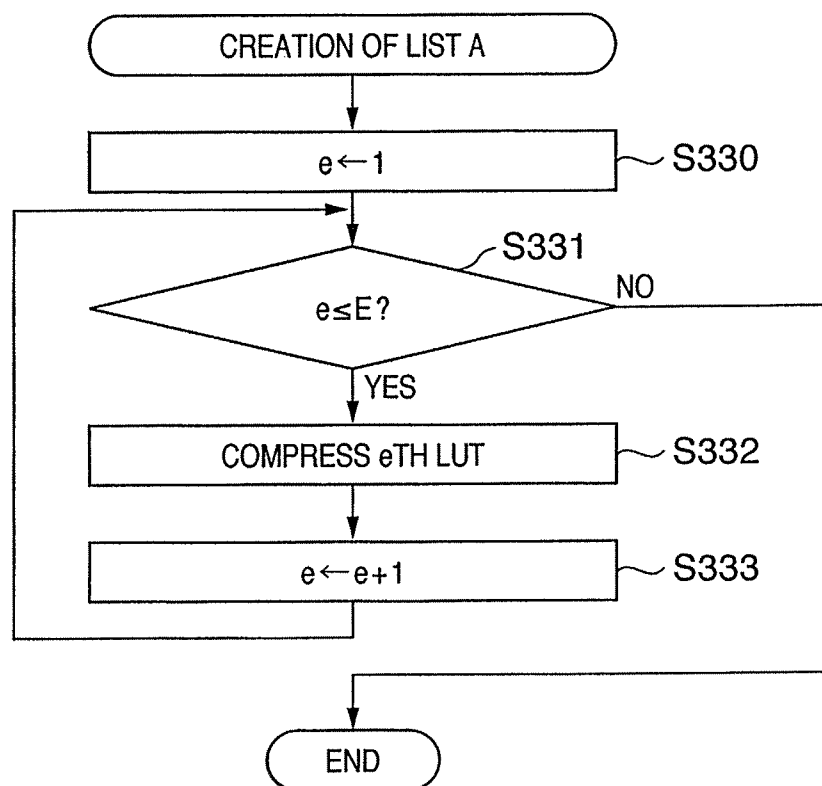 CREATION OF LIST A
e←1
S330
S331
e≤E?
NO
YES
COMPRESS eTH LUT
S332
e←e+1
S333
END